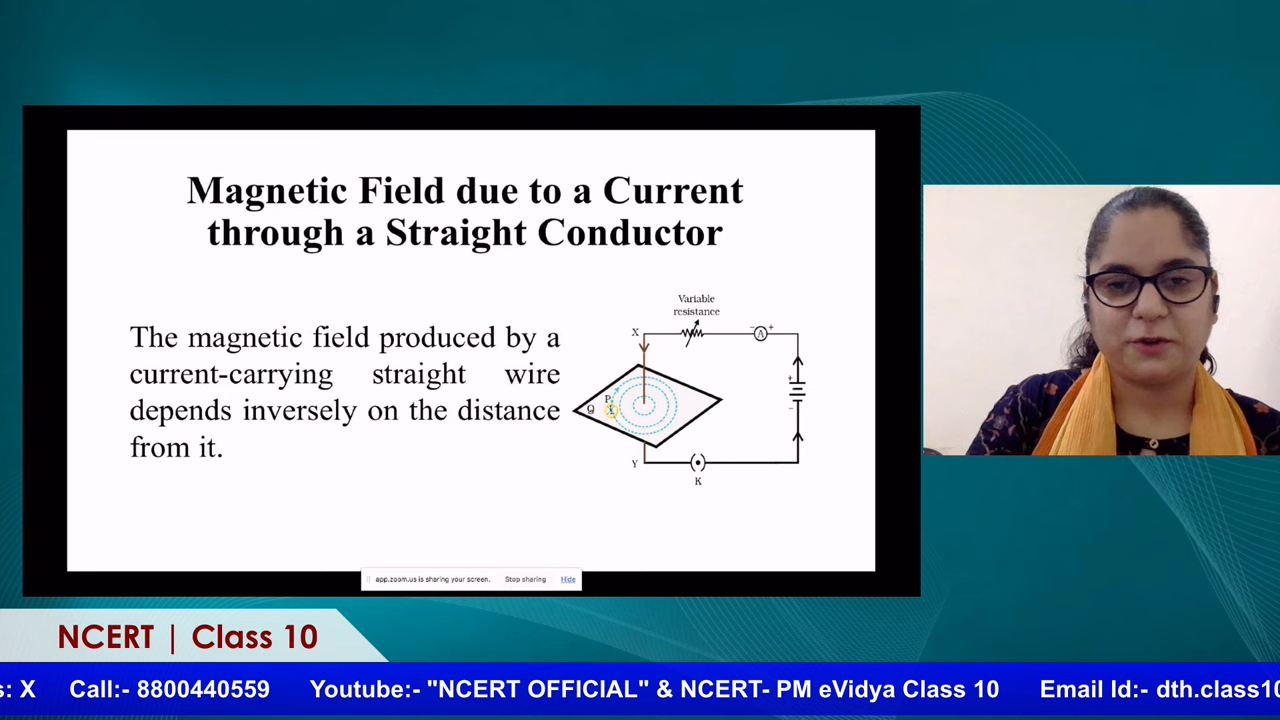 Magnetic Field due to a Current
through a Straight Conductor
The magnetic field produced by a
current-carrying straight wire
depends inversely on the distance
from it.
Variable
resistance
X
− A +
P
Q
+
−
Y
K
app.zoom.us is sharing your screen. Stop sharing Hide
NCERT | Class 10
s: X Call:- 8800440559 Youtube:- "NCERT OFFICIAL" & NCERT- PM eVidya Class 10 Email Id:- dth.class10